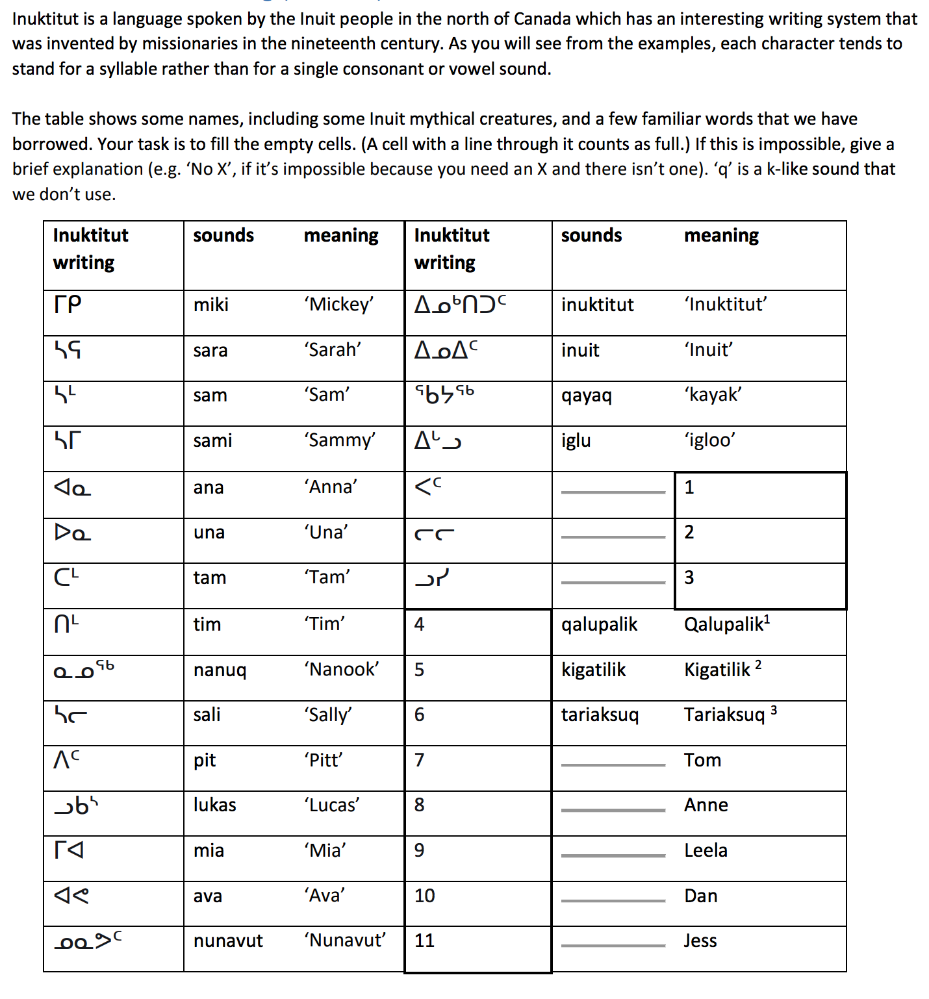 Inuktitut is a language spoken by the Inuit people in the north of Canada which has an interesting writing system that
was invented by missionaries in the nineteenth century. As you will see from the examples, each character tends to
stand for a syllable rather than for a single consonant or vowel sound.
The table shows some names, including some Inuit mythical creatures, and a few familiar words that we have
borrowed. Your task is to fill the empty cells. (A cell with a line through it counts as full.) If this is impossible, give a
brief explanation (e.g. ‘No X’, if it’s impossible because you need an X and there isn’t one). ‘q’ is a k-like sound that
we don’t use.
Inuktitut writing sounds meaning Inuktitut writing sounds meaning
ᒥᑭ miki ‘Mickey’ ᐃᓄᒃᑎᑐᑦ inuktitut ‘Inuktitut’
ᓴᕋ sara ‘Sarah’ ᐃᓄᐃᑦ inuit ‘Inuit’
ᓴᒻ sam ‘Sam’ ᖃᔭᖅ qayaq ‘kayak’
ᓴᒥ sami ‘Sammy’ ᐃᒡᓗ iglu ‘igloo’
ᐊᓇ ana ‘Anna’ ᐸᑦ 1
ᐅᓇ una ‘Una’ ᓕᓕ 2
ᑕᒻ tam ‘Tam’ ᓗᓯ 3
ᑎᒻ tim ‘Tim’ 4 qalupalik Qalupalik¹
ᓇᓄᖅ nanuq ‘Nanook’ 5 kigatilik Kigatilik ²
ᓴᓕ sali ‘Sally’ 6 tariaksuq Tariaksuq ³
ᐱᑦ pit ‘Pitt’ 7 Tom
ᓗᑲᔅ lukas ‘Lucas’ 8 Anne
ᒥᐊ mia ‘Mia’ 9 Leela
ᐊᕙ ava ‘Ava’ 10 Dan
ᓄᓇᕗᑦ nunavut ‘Nunavut’ 11 Jess